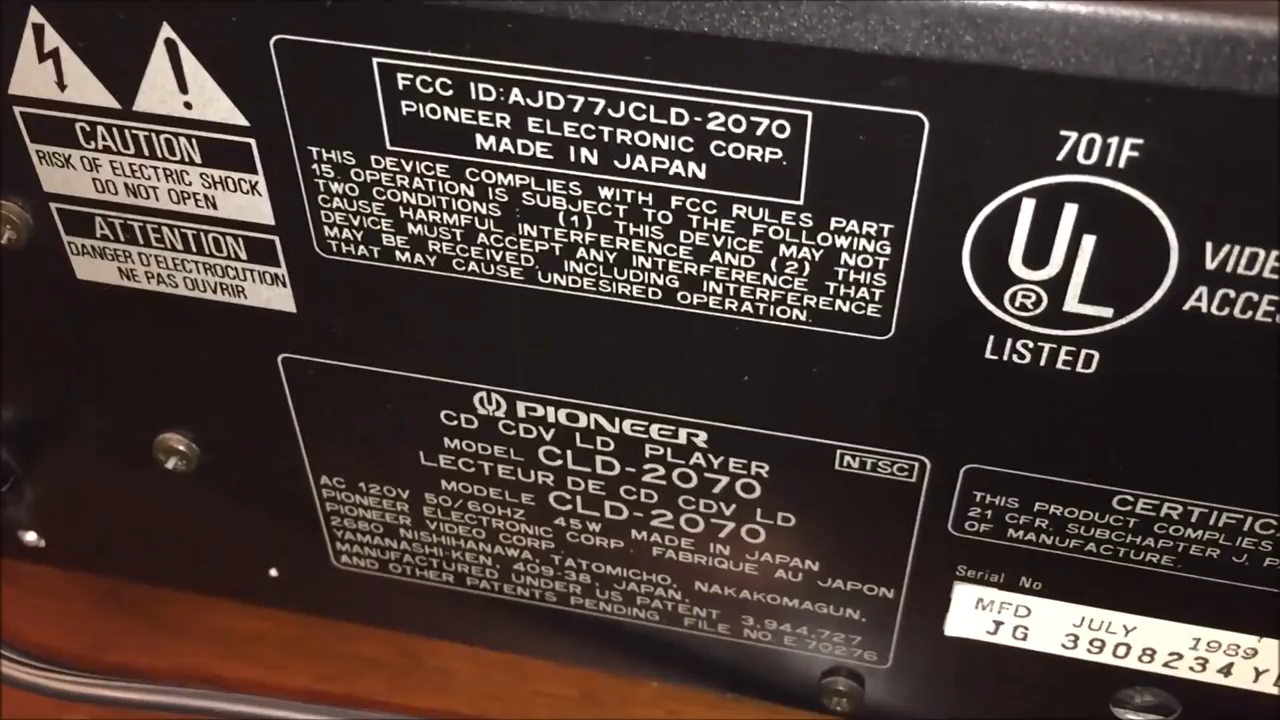 CAUTION
RISK OF ELECTRIC SHOCK
DO NOT OPEN
ATTENTION
DANGER D'ELECTROCUTION
NE PAS OUVRIR
FCC ID:AJD77JCLD-2070
PIONEER ELECTRONIC CORP.
MADE IN JAPAN
THIS DEVICE COMPLIES WITH FCC RULES PART
15. OPERATION IS SUBJECT TO THE FOLLOWING
TWO CONDITIONS : (1) THIS DEVICE MAY NOT
CAUSE HARMFUL INTERFERENCE AND (2) THIS
DEVICE MUST ACCEPT ANY INTERFERENCE THAT
MAY BE RECEIVED, INCLUDING INTERFERENCE
THAT MAY CAUSE UNDESIRED OPERATION.
701F
UL
®
LISTED
VIDE
ACCE
PIONEER
CD CDV LD PLAYER
MODEL CLD-2070
NTSC
LECTEUR DE CD CDV LD
MODELE CLD-2070
AC 120V 50/60HZ 45W MADE IN JAPAN
PIONEER ELECTRONIC CORP. FABRIQUE AU JAPON
PIONEER VIDEO CORP.
2680 NISHIHANAWA, TATOMICHO, NAKAKOMAGUN,
YAMANASHI-KEN, 409-38, JAPAN.
MANUFACTURED UNDER US PATENT 3,944,727
AND OTHER PATENTS PENDING. FILE NO E 70276
CERTIFIC
THIS PRODUCT COMPLIES
21 CFR, SUBCHAPTER J, P
OF MANUFACTURE.
Serial No
MFD JULY 1989
JG 3908234 Y